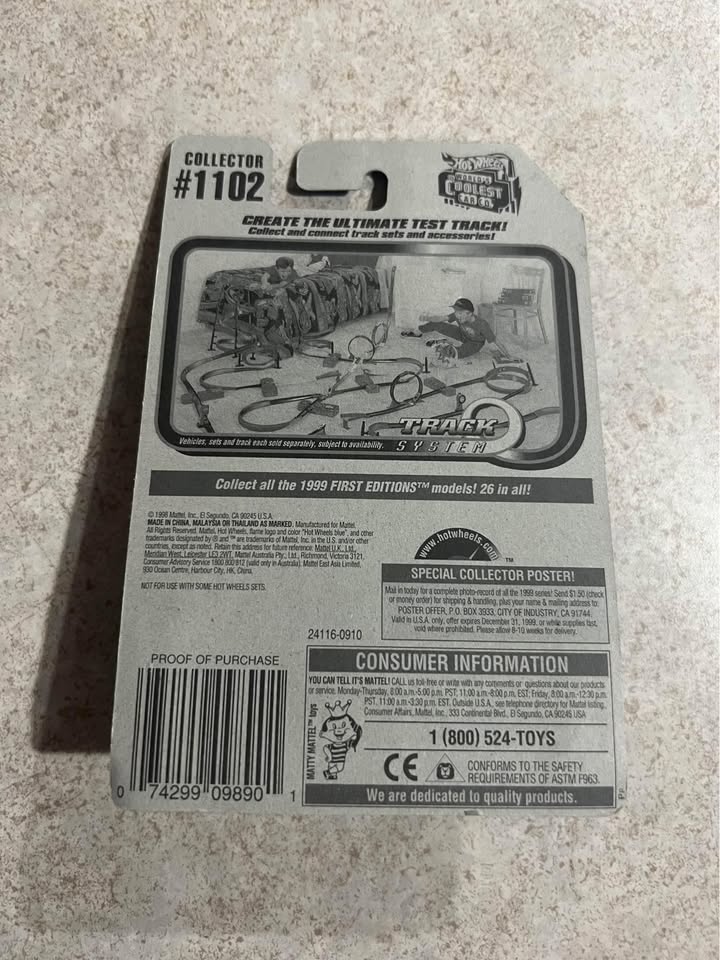 COLLECTOR
#1102
HOT WHEELS
WORLD'S
COOLEST
CAR CO.
CREATE THE ULTIMATE TEST TRACK!
Collect and connect track sets and accessories!
TRACK
SYSTEM
Vehicles, sets and track each sold separately, subject to availability.
Collect all the 1999 FIRST EDITIONS™ models! 26 in all!
© 1998 Mattel, Inc., El Segundo, CA 90245 U.S.A.
MADE IN CHINA, MALAYSIA OR THAILAND AS MARKED. Manufactured for Mattel.
All Rights Reserved. Mattel, Hot Wheels, flame logo and color "Hot Wheels blue", and other
trademarks designated by ® and ™ are trademarks of Mattel, Inc. in the U.S. and/or other
countries, except as noted. Retain this address for future reference: Mattel U.K., Ltd.,
Meridian West, Leicester LE3 2WT. Mattel Australia Pty., Ltd., Richmond, Victoria 3121.
Consumer Advisory Service 1800 800 812 (valid only in Australia). Mattel East Asia Limited,
930 Ocean Centre, Harbour City, HK, China.
NOT FOR USE WITH SOME HOT WHEELS SETS.
24116-0910
www.hotwheels.com
™
SPECIAL COLLECTOR POSTER!
Mail in today for a complete photo-record of all the 1999 series! Send $1.50 (check
or money order) for shipping & handling, plus your name & mailing address to:
POSTER OFFER, P.O. BOX 3933, CITY OF INDUSTRY, CA 91744.
Valid in U.S.A. only, offer expires December 31, 1999, or while supplies last,
void where prohibited. Please allow 8-10 weeks for delivery.
PROOF OF PURCHASE
0 74299 09890 1
CONSUMER INFORMATION
YOU CAN TELL IT'S MATTEL! CALL us toll-free or write with any comments or questions about our products
or service. Monday-Thursday, 8:00 a.m.-5:00 p.m. PST; 11:00 a.m.-8:00 p.m. EST; Friday, 8:00 a.m.-12:30 p.m.
PST, 11:00 a.m.-3:30 p.m. EST. Outside U.S.A., see telephone directory for Mattel listing.
Consumer Affairs, Mattel, Inc., 333 Continental Blvd., El Segundo, CA 90245 USA
MATTY MATTEL™ toys
1 (800) 524-TOYS
CE
CONFORMS TO THE SAFETY
REQUIREMENTS OF ASTM F963.
We are dedicated to quality products.